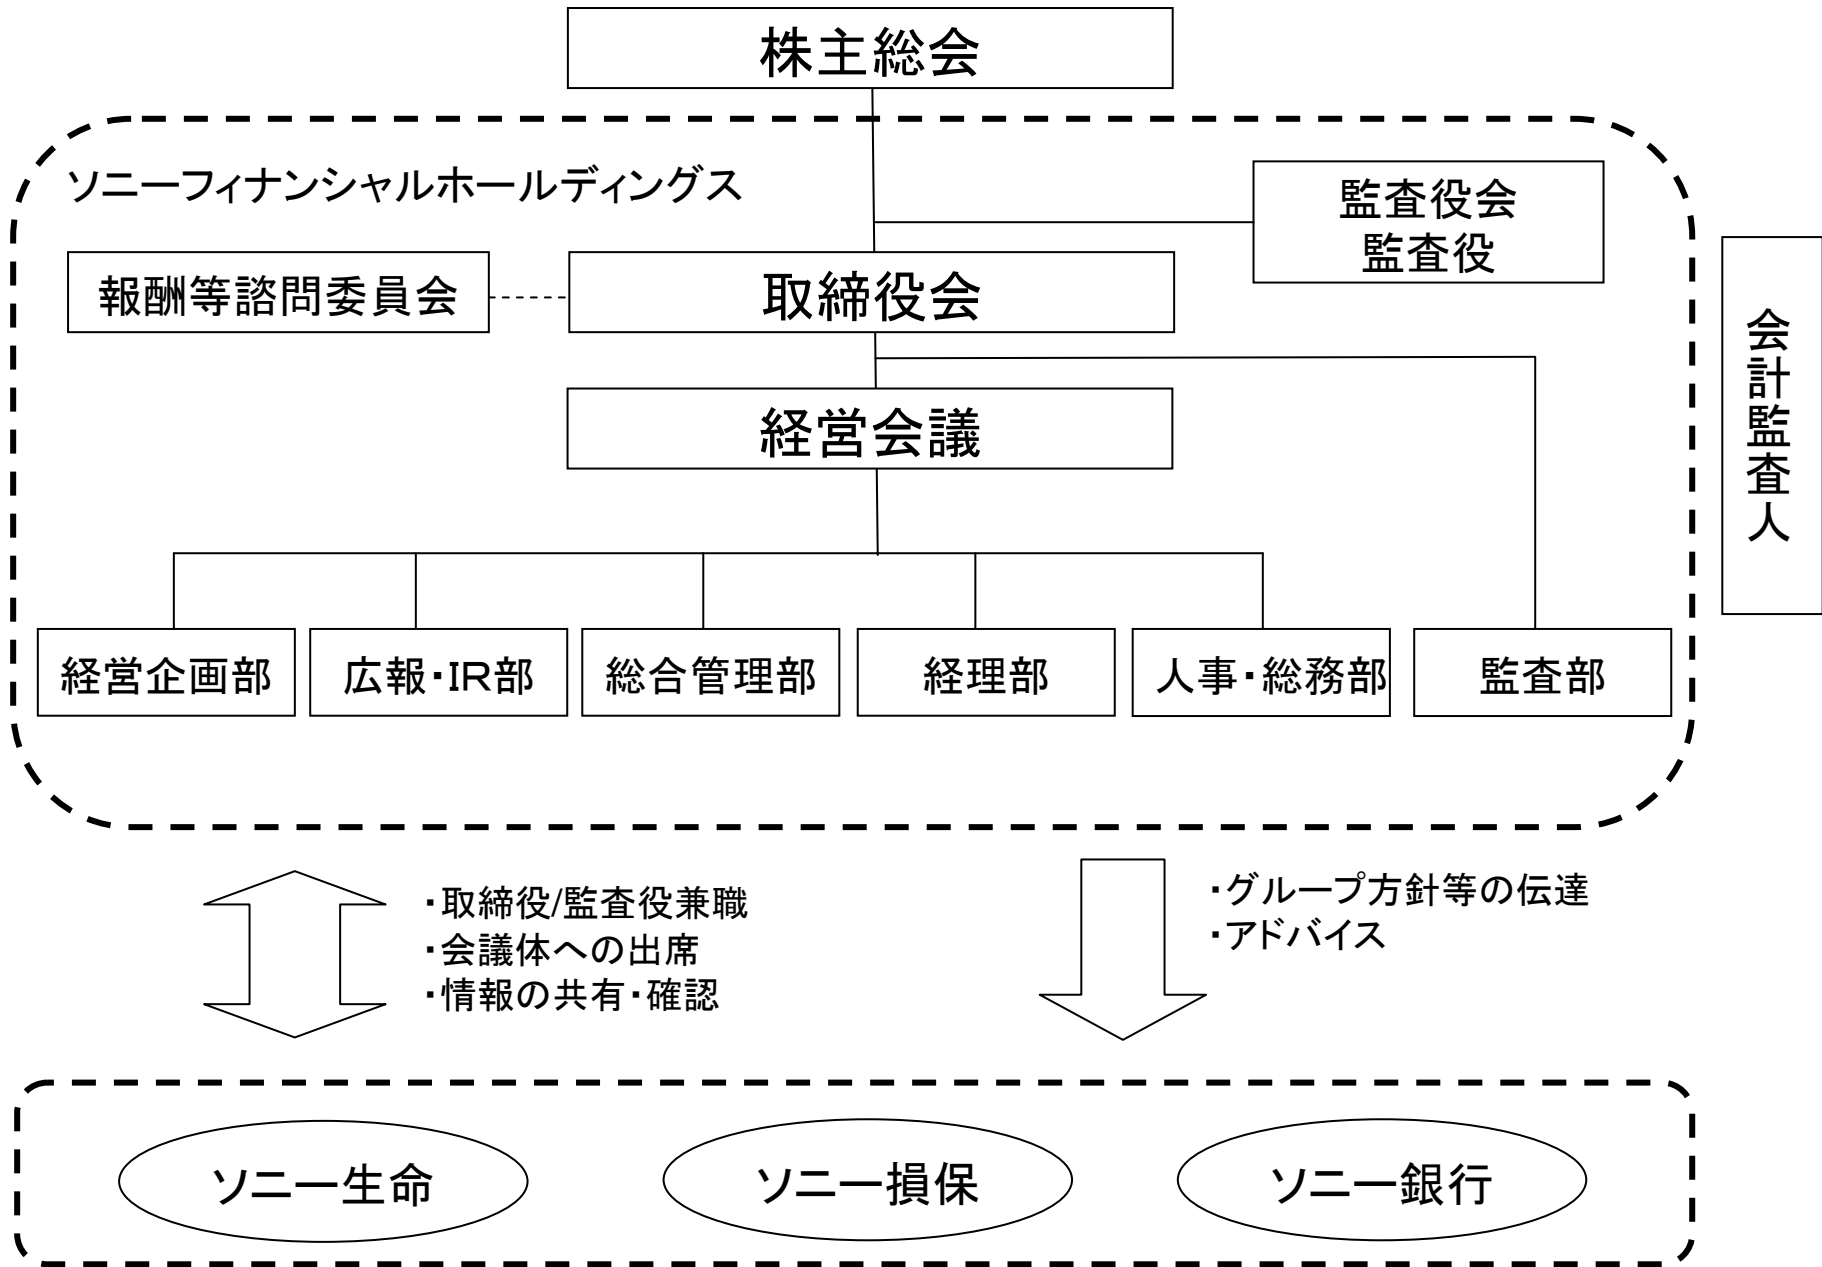 株主総会
ソニーフィナンシャルホールディングス
監査役会
監査役
報酬等諮問委員会
取締役会
会計監査人
経営会議
経営企画部
広報・IR部
総合管理部
経理部
人事・総務部
監査部
・取締役/監査役兼職
・会議体への出席
・情報の共有・確認
・グループ方針等の伝達
・アドバイス
ソニー生命
ソニー損保
ソニー銀行